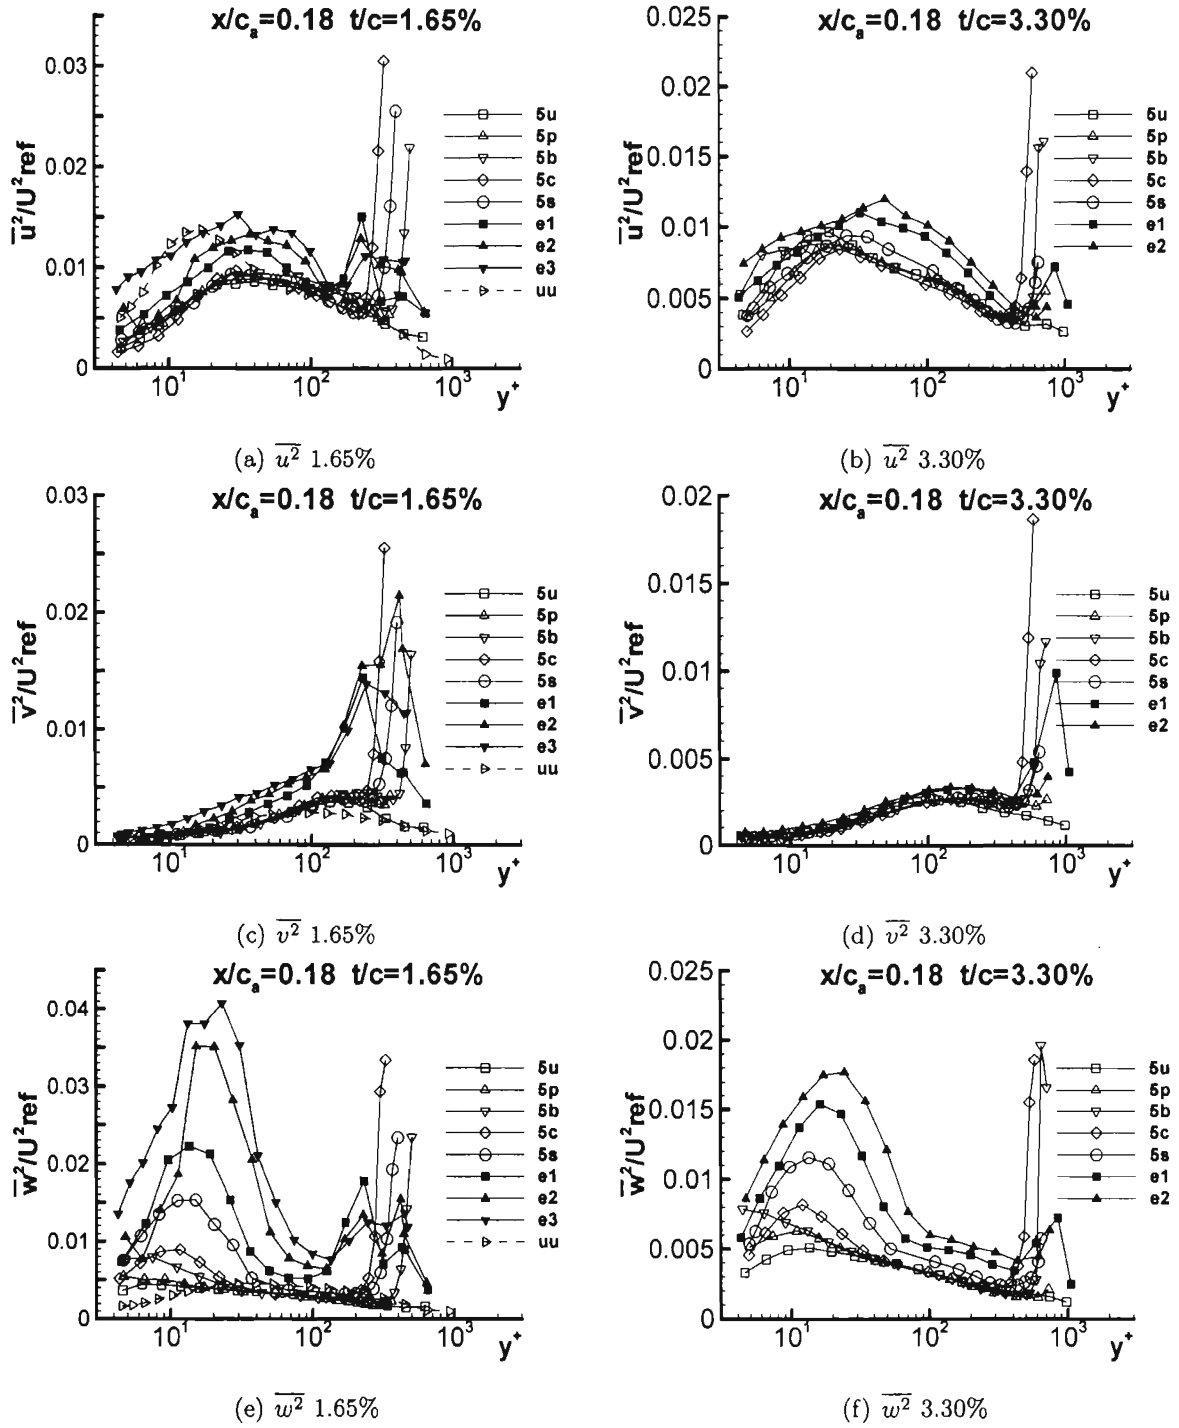 x/cₐ=0.18 t/c=1.65%
0.03
0.02
0.01
0
u̅²/U²ref
10¹
10²
10³
y⁺
5u
5p
5b
5c
5s
e1
e2
e3
uu
(a) u̅² 1.65%
x/cₐ=0.18 t/c=3.30%
0.025
0.02
0.015
0.01
0.005
0
u̅²/U²ref
10¹
10²
10³
y⁺
5u
5p
5b
5c
5s
e1
e2
(b) u̅² 3.30%
x/cₐ=0.18 t/c=1.65%
0.03
0.02
0.01
0
v̅²/U²ref
10¹
10²
10³
y⁺
5u
5p
5b
5c
5s
e1
e2
e3
uu
(c) v̅² 1.65%
x/cₐ=0.18 t/c=3.30%
0.02
0.015
0.01
0.005
0
v̅²/U²ref
10¹
10²
10³
y⁺
5u
5p
5b
5c
5s
e1
e2
(d) v̅² 3.30%
x/cₐ=0.18 t/c=1.65%
0.04
0.03
0.02
0.01
0
w̅²/U²ref
10¹
10²
10³
y⁺
5u
5p
5b
5c
5s
e1
e2
e3
uu
(e) w̅² 1.65%
x/cₐ=0.18 t/c=3.30%
0.025
0.02
0.015
0.01
0.005
0
w̅²/U²ref
10¹
10²
10³
y⁺
5u
5p
5b
5c
5s
e1
e2
(f) w̅² 3.30%